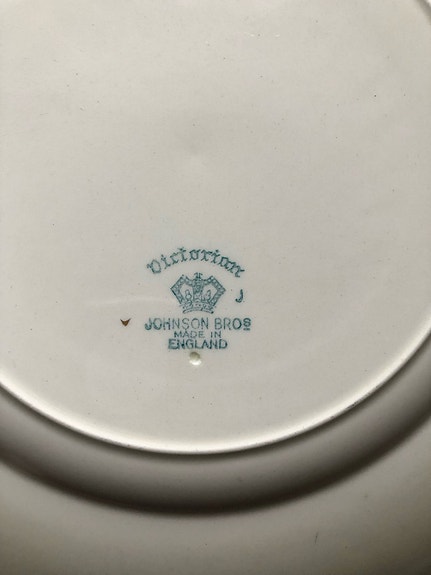 Victorian
J
JOHNSON BROS
MADE IN
ENGLAND